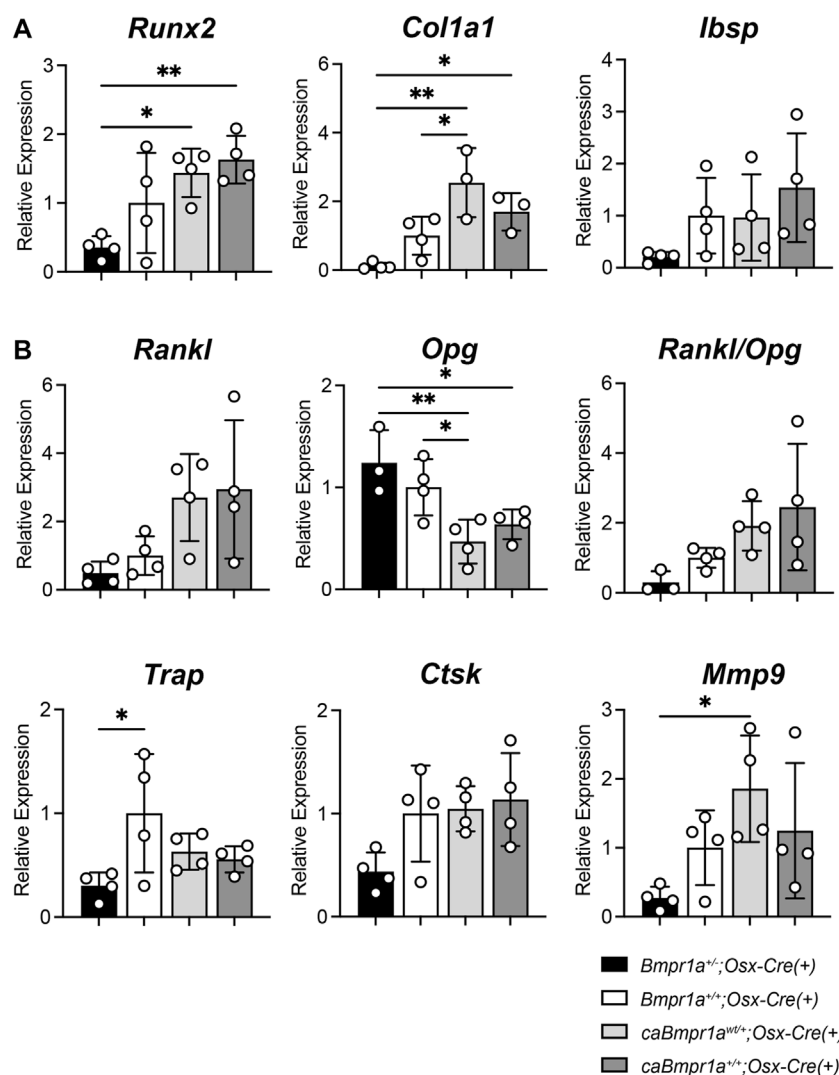 A
Runx2
Col1a1
Ibsp
Relative Expression
3
2
1
0
**
*
Relative Expression
6
4
2
0
*
**
*
Relative Expression
4
3
2
1
0
B
Rankl
Opg
Rankl/Opg
Relative Expression
6
4
2
0
Relative Expression
2
1
0
*
**
*
Relative Expression
6
4
2
0
Trap
Ctsk
Mmp9
Relative Expression
2
1
0
*
Relative Expression
2
1
0
Relative Expression
3
2
1
0
*
Bmpr1a+/-;Osx-Cre(+)
Bmpr1a+/+;Osx-Cre(+)
caBmpr1awt/+;Osx-Cre(+)
caBmpr1a+/+;Osx-Cre(+)